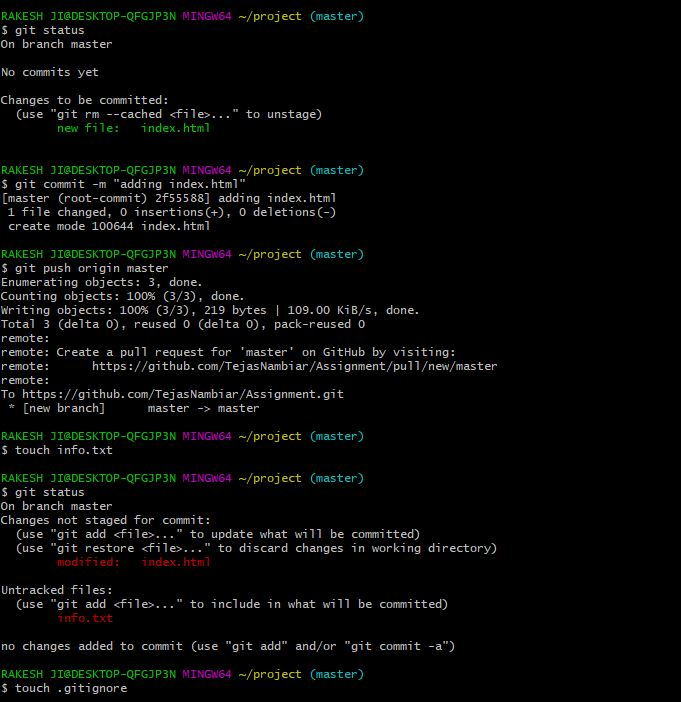 RAKESH JI@DESKTOP-QFGJP3N MINGW64 ~/project (master)
$ git status
On branch master
No commits yet
Changes to be committed:
  (use "git rm --cached <file>..." to unstage)
        new file:   index.html
RAKESH JI@DESKTOP-QFGJP3N MINGW64 ~/project (master)
$ git commit -m "adding index.html"
[master (root-commit) 2f55588] adding index.html
 1 file changed, 0 insertions(+), 0 deletions(-)
 create mode 100644 index.html
RAKESH JI@DESKTOP-QFGJP3N MINGW64 ~/project (master)
$ git push origin master
Enumerating objects: 3, done.
Counting objects: 100% (3/3), done.
Writing objects: 100% (3/3), 219 bytes | 109.00 KiB/s, done.
Total 3 (delta 0), reused 0 (delta 0), pack-reused 0
remote:
remote: Create a pull request for 'master' on GitHub by visiting:
remote:      https://github.com/TejasNambiar/Assignment/pull/new/master
remote:
To https://github.com/TejasNambiar/Assignment.git
 * [new branch]      master -> master
RAKESH JI@DESKTOP-QFGJP3N MINGW64 ~/project (master)
$ touch info.txt
RAKESH JI@DESKTOP-QFGJP3N MINGW64 ~/project (master)
$ git status
On branch master
Changes not staged for commit:
  (use "git add <file>..." to update what will be committed)
  (use "git restore <file>..." to discard changes in working directory)
        modified:   index.html
Untracked files:
  (use "git add <file>..." to include in what will be committed)
        info.txt
no changes added to commit (use "git add" and/or "git commit -a")
RAKESH JI@DESKTOP-QFGJP3N MINGW64 ~/project (master)
$ touch .gitignore